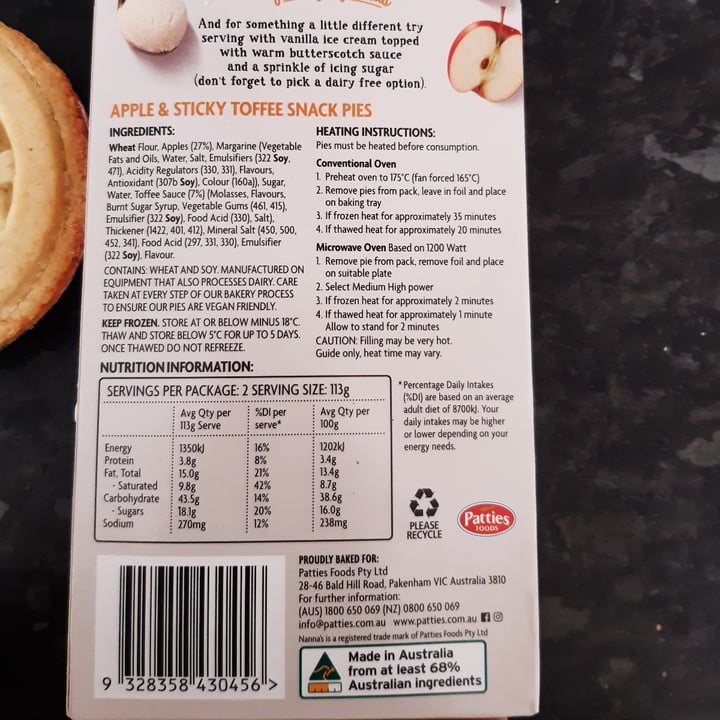 And for something a little different try
serving with vanilla ice cream topped
with warm butterscotch sauce
and a sprinkle of icing sugar
(don't forget to pick a dairy free option).
APPLE & STICKY TOFFEE SNACK PIES
INGREDIENTS:
Wheat Flour, Apples (27%), Margarine (Vegetable
Fats and Oils, Water, Salt, Emulsifiers (322 Soy,
471), Acidity Regulators (330, 331), Flavours,
Antioxidant (307b Soy), Colour (160a)), Sugar,
Water, Toffee Sauce (7%) (Molasses, Flavours,
Burnt Sugar Syrup, Vegetable Gums (461, 415),
Emulsifier (322 Soy), Food Acid (330), Salt),
Thickener (1422, 401, 412), Mineral Salt (450, 500,
452, 341), Food Acid (297, 331, 330), Emulsifier
(322 Soy), Flavour.
CONTAINS: WHEAT AND SOY. MANUFACTURED ON
EQUIPMENT THAT ALSO PROCESSES DAIRY. CARE
TAKEN AT EVERY STEP OF OUR BAKERY PROCESS
TO ENSURE OUR PIES ARE VEGAN FRIENDLY.
KEEP FROZEN. STORE AT OR BELOW MINUS 18°C.
THAW AND STORE BELOW 5°C FOR UP TO 5 DAYS.
ONCE THAWED DO NOT REFREEZE.
HEATING INSTRUCTIONS:
Pies must be heated before consumption.
Conventional Oven
1. Preheat oven to 175°C (fan forced 165°C)
2. Remove pies from pack, leave in foil and place
on baking tray
3. If frozen heat for approximately 35 minutes
4. If thawed heat for approximately 20 minutes
Microwave Oven Based on 1200 Watt
1. Remove pie from pack, remove foil and place
on suitable plate
2. Select Medium High power
3. If frozen heat for approximately 2 minutes
4. If thawed heat for approximately 1 minute
Allow to stand for 2 minutes
CAUTION: Filling may be very hot.
Guide only, heat time may vary.
NUTRITION INFORMATION:
SERVINGS PER PACKAGE: 2 SERVING SIZE: 113g
Avg Qty per 113g Serve %DI per serve* Avg Qty per 100g
Energy 1350kJ 16% 1202kJ
Protein 3.8g 8% 3.4g
Fat, Total 15.0g 21% 13.4g
- Saturated 9.8g 42% 8.7g
Carbohydrate 43.5g 14% 38.6g
- Sugars 18.1g 20% 16.0g
Sodium 270mg 12% 238mg
*Percentage Daily Intakes
(%DI) are based on an average
adult diet of 8700kJ. Your
daily intakes may be higher
or lower depending on your
energy needs.
PLEASE
RECYCLE
Patties
FOODS
PROUDLY BAKED FOR:
Patties Foods Pty Ltd
28-46 Bald Hill Road, Pakenham VIC Australia 3810
For further information:
(AUS) 1800 650 069 (NZ) 0800 650 069
info@patties.com.au www.patties.com.au
Nanna's is a registered trade mark of Patties Foods Pty Ltd
9 328358 430456 >
Made in Australia
from at least 68%
Australian ingredients